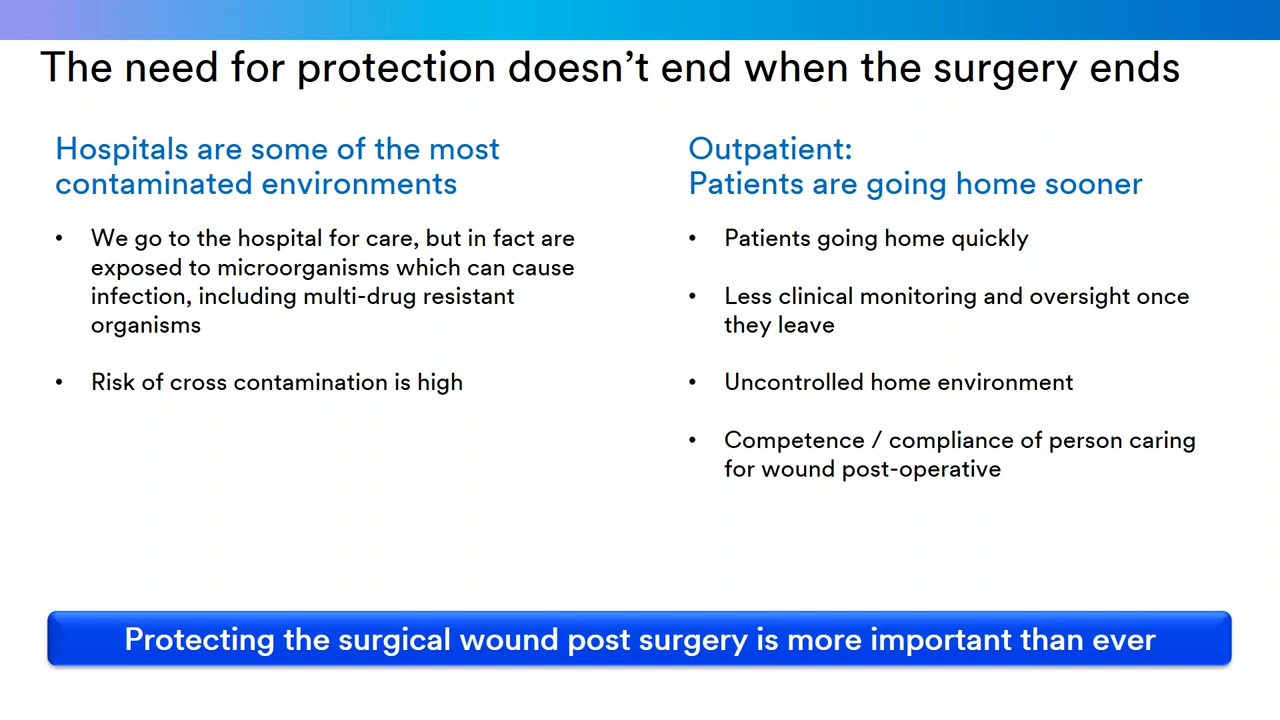 The need for protection doesn’t end when the surgery ends
Hospitals are some of the most
contaminated environments
• We go to the hospital for care, but in fact are
exposed to microorganisms which can cause
infection, including multi-drug resistant
organisms
• Risk of cross contamination is high
Outpatient:
Patients are going home sooner
• Patients going home quickly
• Less clinical monitoring and oversight once
they leave
• Uncontrolled home environment
• Competence / compliance of person caring
for wound post-operative
Protecting the surgical wound post surgery is more important than ever